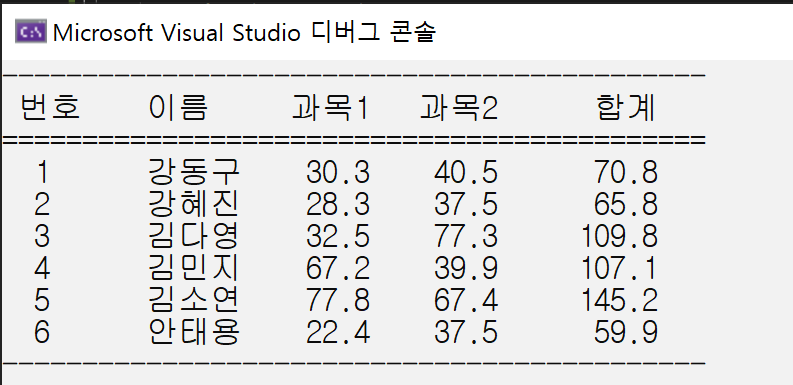 C:\ Microsoft Visual Studio 디버그 콘솔
--------------------------------------------
번호 이름 과목1 과목2 합계
============================================
1 강동구 30.3 40.5 70.8
2 강혜진 28.3 37.5 65.8
3 김다영 32.5 77.3 109.8
4 김민지 67.2 39.9 107.1
5 김소연 77.8 67.4 145.2
6 안태용 22.4 37.5 59.9
--------------------------------------------